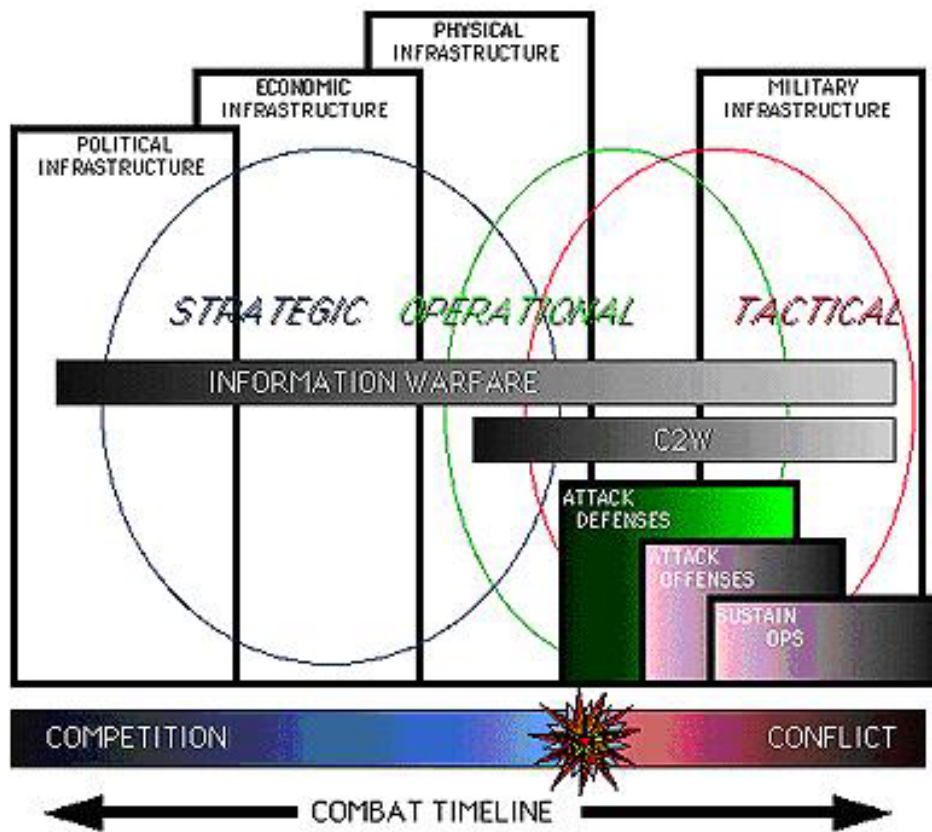 PHYSICAL
INFRASTRUCTURE
ECONOMIC
INFRASTRUCTURE
MILITARY
INFRASTRUCTURE
POLITICAL
INFRASTRUCTURE
STRATEGIC
OPERATIONAL
TACTICAL
INFORMATION WARFARE
C2W
ATTACK
DEFENSES
ATTACK
OFFENSES
SUSTAIN
OPS
COMPETITION
CONFLICT
COMBAT TIMELINE